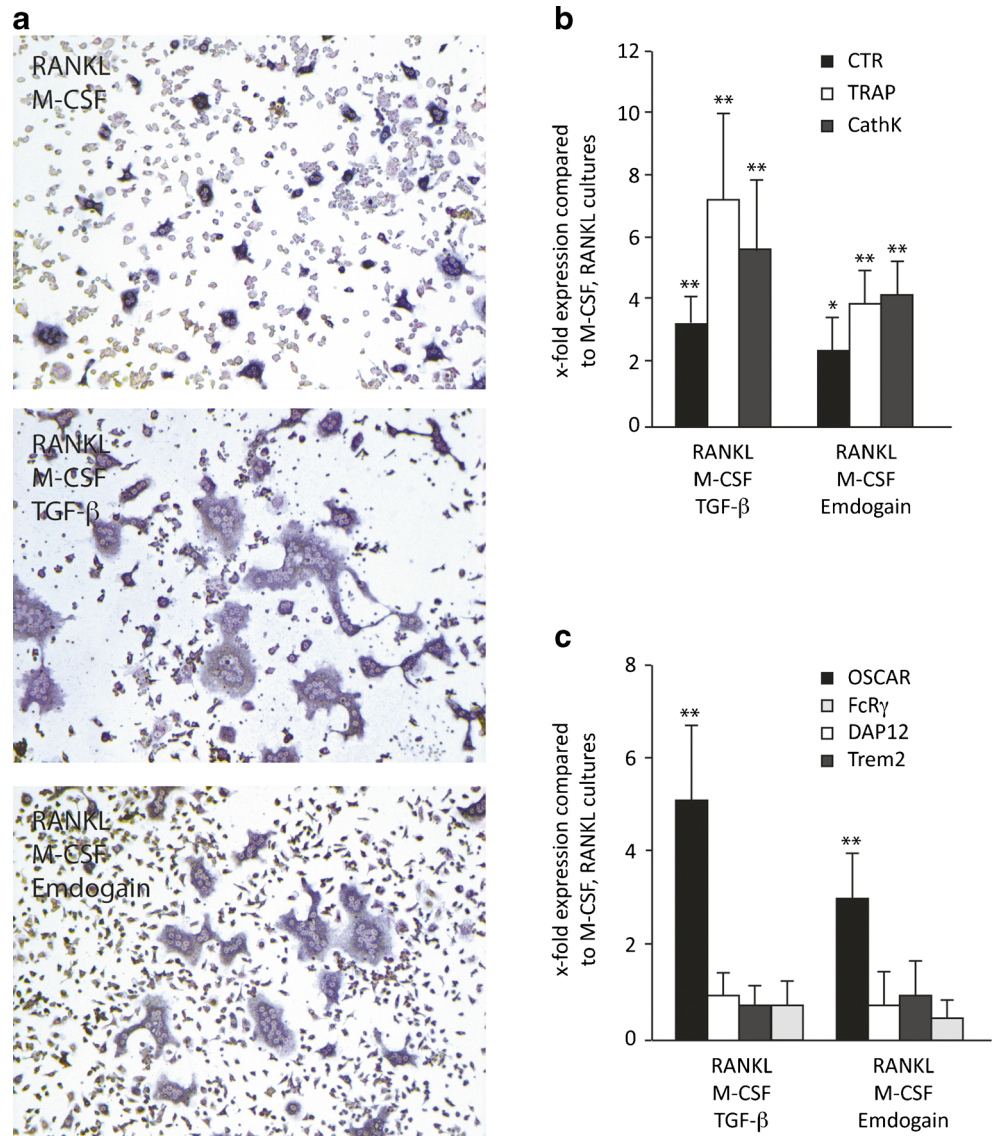 a
RANKL
M-CSF
RANKL
M-CSF
TGF-β
RANKL
M-CSF
Emdogain
b
x-fold expression compared
to M-CSF, RANKL cultures
12
10
8
6
4
2
0
CTR
TRAP
CathK
**
**
**
*
**
**
RANKL
M-CSF
TGF-β
RANKL
M-CSF
Emdogain
c
x-fold expression compared
to M-CSF, RANKL cultures
8
6
4
2
0
OSCAR
FcRγ
DAP12
Trem2
**
**
RANKL
M-CSF
TGF-β
RANKL
M-CSF
Emdogain